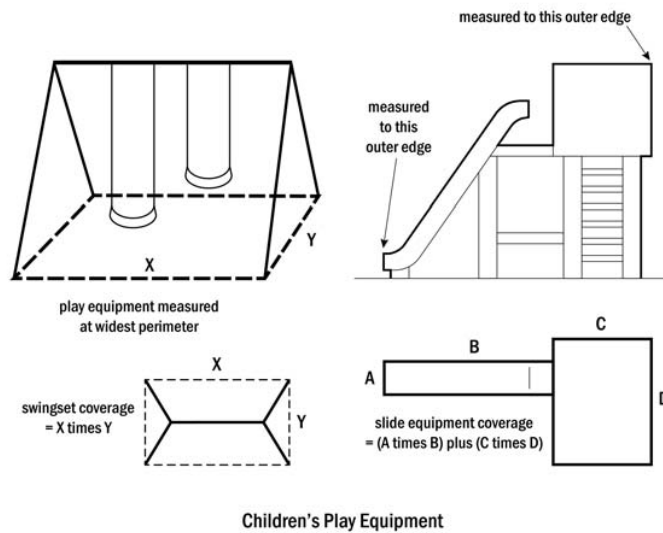 measured to this outer edge
measured
to this
outer edge
X
Y
play equipment measured
at widest perimeter
X
Y
swingset coverage
= X times Y
C
B
A
D
slide equipment coverage
= (A times B) plus (C times D)
Children's Play Equipment